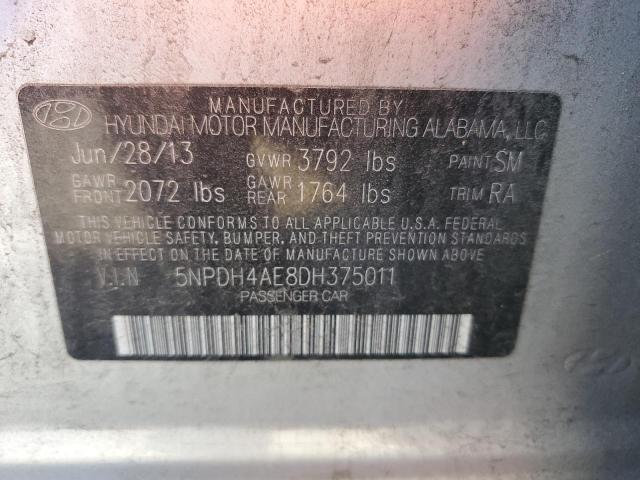 MANUFACTURED BY
HYUNDAI MOTOR MANUFACTURING ALABAMA, LLC
Jun/28/13 GVWR 3792 lbs PAINT SM
GAWR FRONT 2072 lbs GAWR REAR 1764 lbs TRIM RA
THIS VEHICLE CONFORMS TO ALL APPLICABLE U.S.A. FEDERAL
MOTOR VEHICLE SAFETY, BUMPER, AND THEFT PREVENTION
STANDARDS IN EFFECT ON THE DATE OF MANUFACTURE SHOWN ABOVE
V.I.N 5NPDH4AE8DH375011
PASSENGER CAR